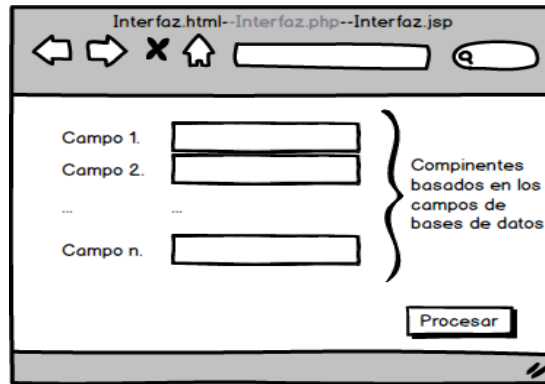 Interfaz.html--Interfaz.php--Interfaz.jsp
Campo 1.
Campo 2.
... ...
Campo n.
Compinentes
basados en los
campos de
bases de datos
Procesar